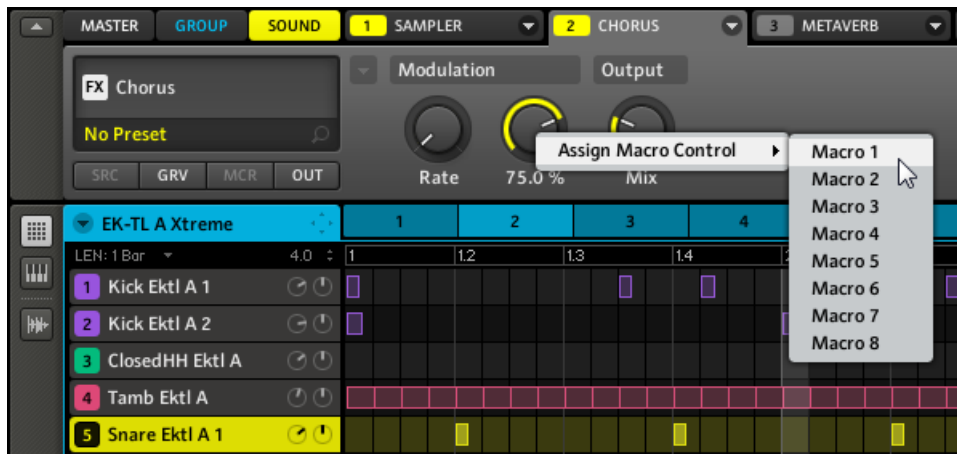 MASTER GROUP SOUND 1 SAMPLER 2 CHORUS 3 METAVERB
FX Chorus
No Preset
Modulation Output
Rate 75.0 % Mix
SRC GRV MCR OUT
Assign Macro Control
Macro 1
Macro 2
Macro 3
Macro 4
Macro 5
Macro 6
Macro 7
Macro 8
EK-TL A Xtreme 1 2 3 4
LEN: 1 Bar 4.0 1 1.2 1.3 1.4
1 Kick Ektl A 1
2 Kick Ektl A 2
3 ClosedHH Ektl A
4 Tamb Ektl A
5 Snare Ektl A 1